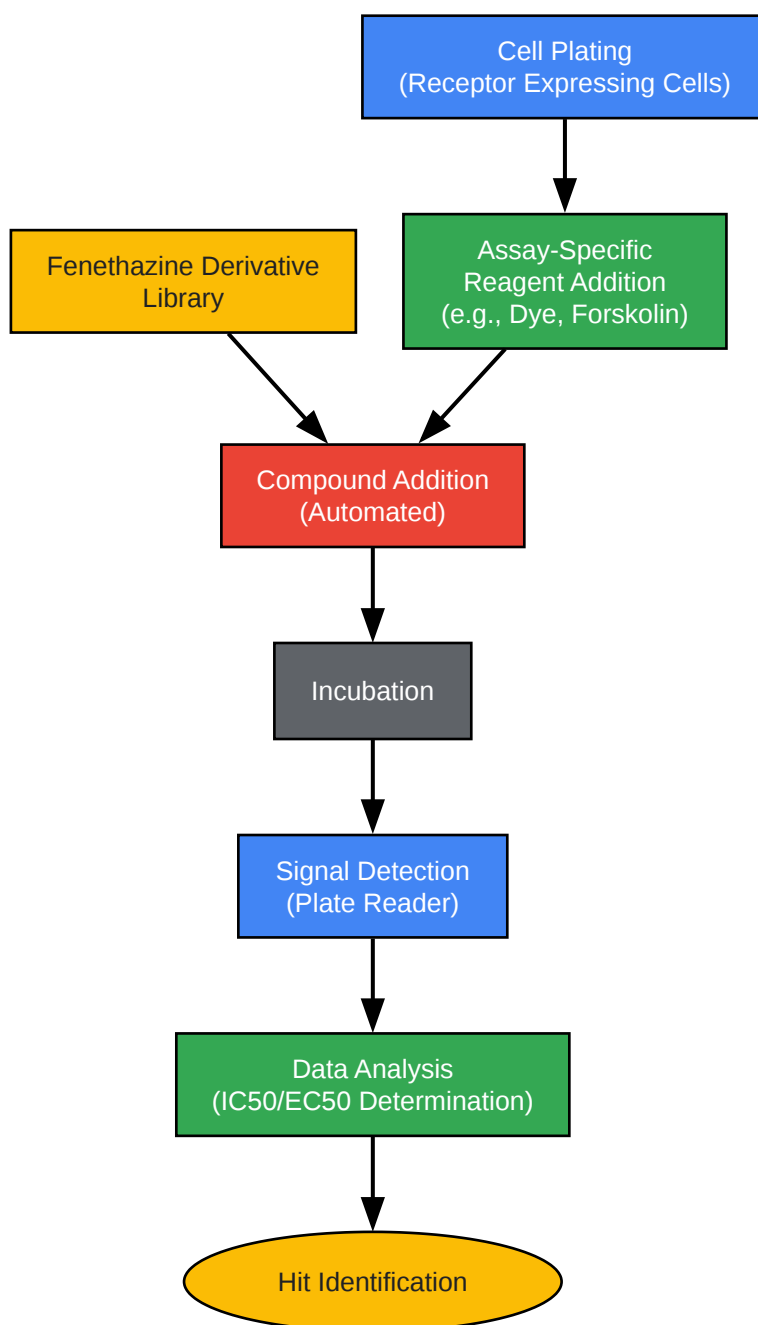 Cell Plating
(Receptor Expressing Cells)
Fenethazine Derivative
Library
Assay-Specific
Reagent Addition
(e.g., Dye, Forskolin)
Compound Addition
(Automated)
Incubation
Signal Detection
(Plate Reader)
Data Analysis
(IC50/EC50 Determination)
Hit Identification